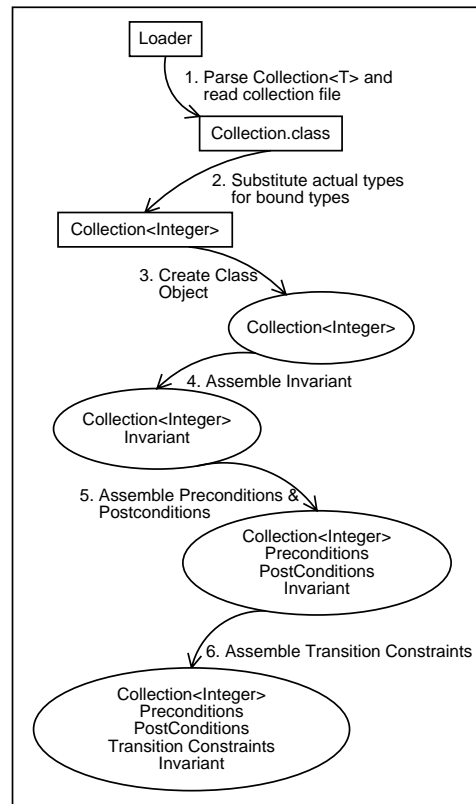 Loader
1. Parse Collection<T> and
read collection file
Collection.class
2. Substitute actual types
for bound types
Collection<Integer>
3. Create Class
Object
Collection<Integer>
4. Assemble Invariant
Collection<Integer>
Invariant
5. Assemble Preconditions &
Postconditions
Collection<Integer>
Preconditions
PostConditions
Invariant
6. Assemble Transition Constraints
Collection<Integer>
Preconditions
PostConditions
Transition Constraints
Invariant